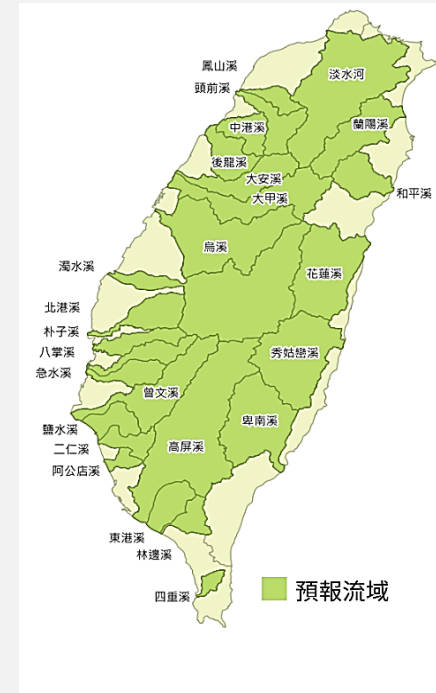 淡水河
鳳山溪
頭前溪
中港溪
蘭陽溪
後龍溪
大安溪
大甲溪
和平溪
烏溪
濁水溪
花蓮溪
北港溪
朴子溪
八掌溪
秀姑巒溪
急水溪
曾文溪
卑南溪
鹽水溪
高屏溪
二仁溪
阿公店溪
東港溪
林邊溪
四重溪
預報流域